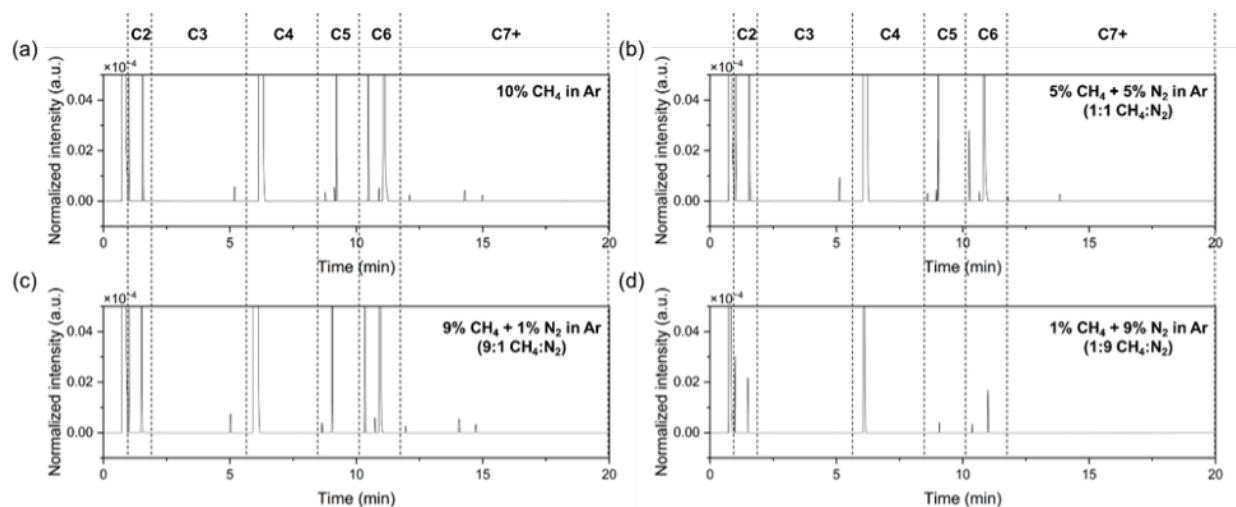 C2 C3 C4 C5 C6 C7+ C2 C3 C4 C5 C6 C7+
(a)
×10⁻⁴
10% CH₄ in Ar
Normalized intensity (a.u.)
0.04
0.02
0.00
0 5 10 15 20
Time (min)
(b)
×10⁻⁴
5% CH₄ + 5% N₂ in Ar
(1:1 CH₄:N₂)
Normalized intensity (a.u.)
0.04
0.02
0.00
0 5 10 15 20
Time (min)
(c)
×10⁻⁴
9% CH₄ + 1% N₂ in Ar
(9:1 CH₄:N₂)
Normalized intensity (a.u.)
0.04
0.02
0.00
0 5 10 15 20
Time (min)
(d)
×10⁻⁴
1% CH₄ + 9% N₂ in Ar
(1:9 CH₄:N₂)
Normalized intensity (a.u.)
0.04
0.02
0.00
0 5 10 15 20
Time (min)